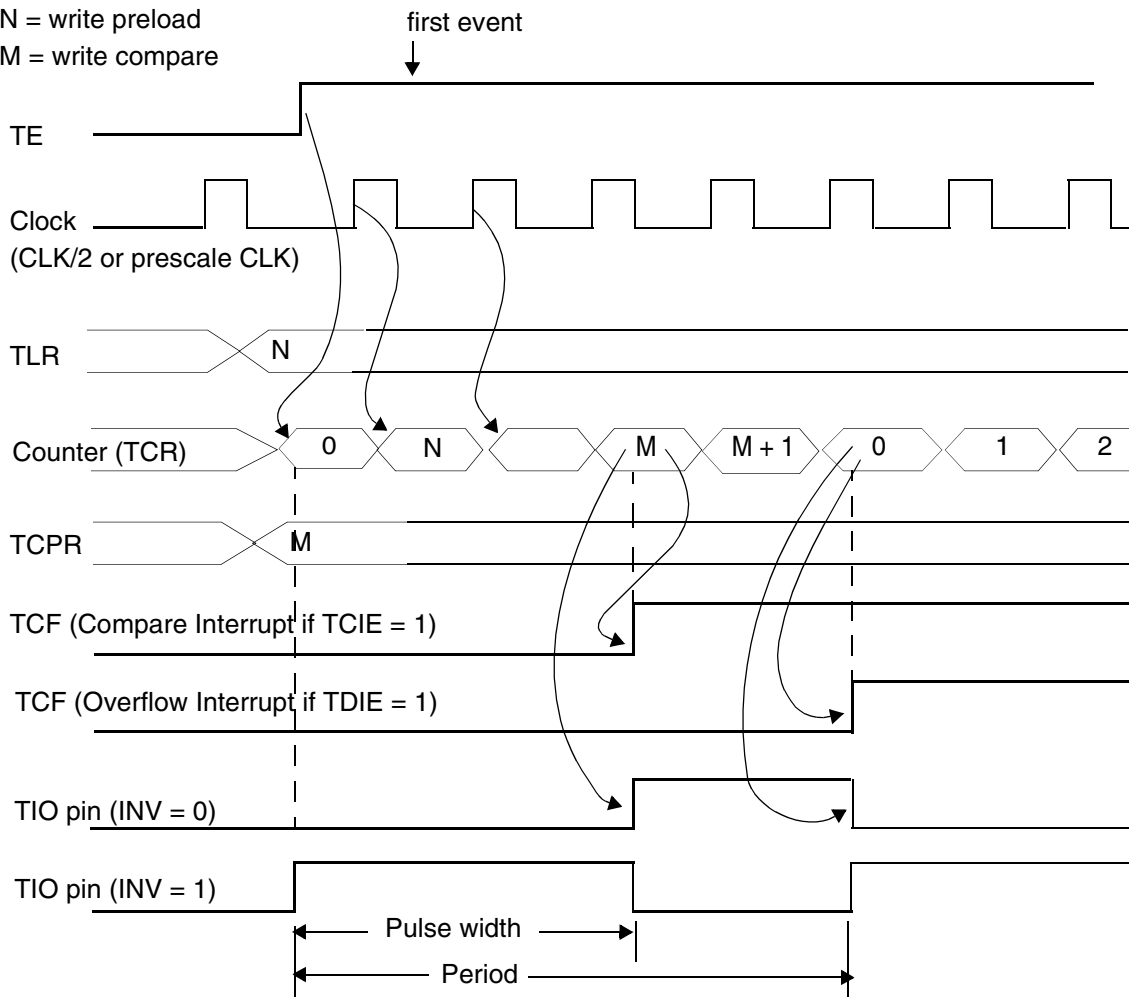 N = write preload
M = write compare
first event
TE
Clock
(CLK/2 or prescale CLK)
TLR
N
Counter (TCR)
0
N
M
M + 1
0
1
2
TCPR
M
TCF (Compare Interrupt if TCIE = 1)
TCF (Overflow Interrupt if TDIE = 1)
TIO pin (INV = 0)
TIO pin (INV = 1)
Pulse width
Period